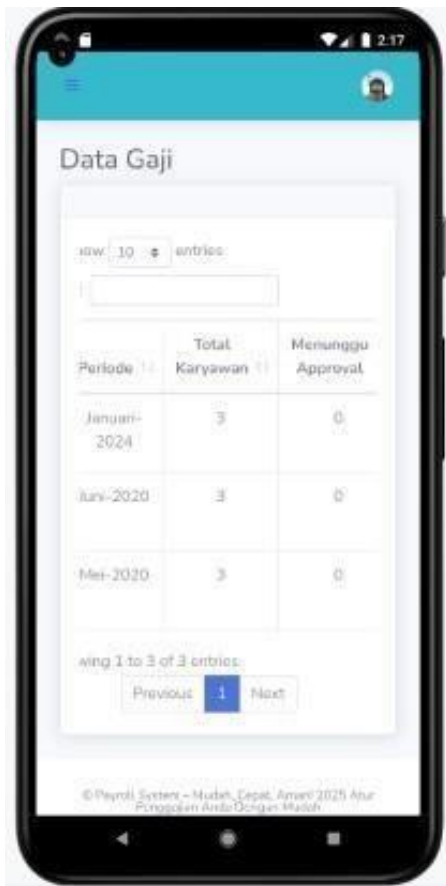 2:17
Data Gaji
ow 10 entries
:
Total Menunggu
Periode Karyawan Approval
Januari-
3 0
2024
Juni-2020 3 0
Mei-2020 3 0
wing 1 to 3 of 3 entries
Previous 1 Next
© Payroll System – Mudah, Cepat, Aman! 2025 Atur
Penggajian Anda Dengan Mudah